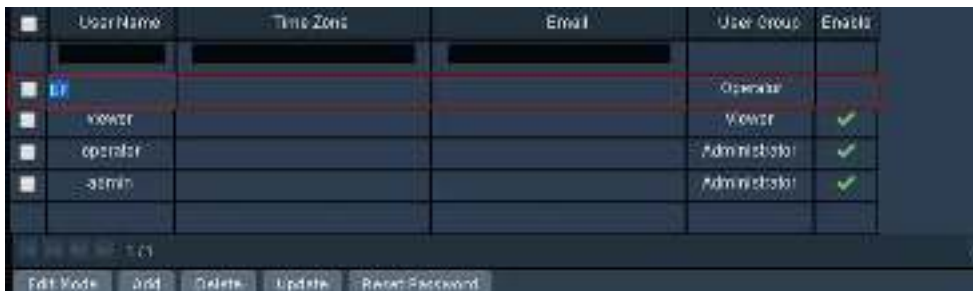 User Name Time Zone Email User Group Enable
Operator
viewer Viewer
operator Administrator
admin Administrator
1 / 1
Edit Mode Add Delete Update Reset Password